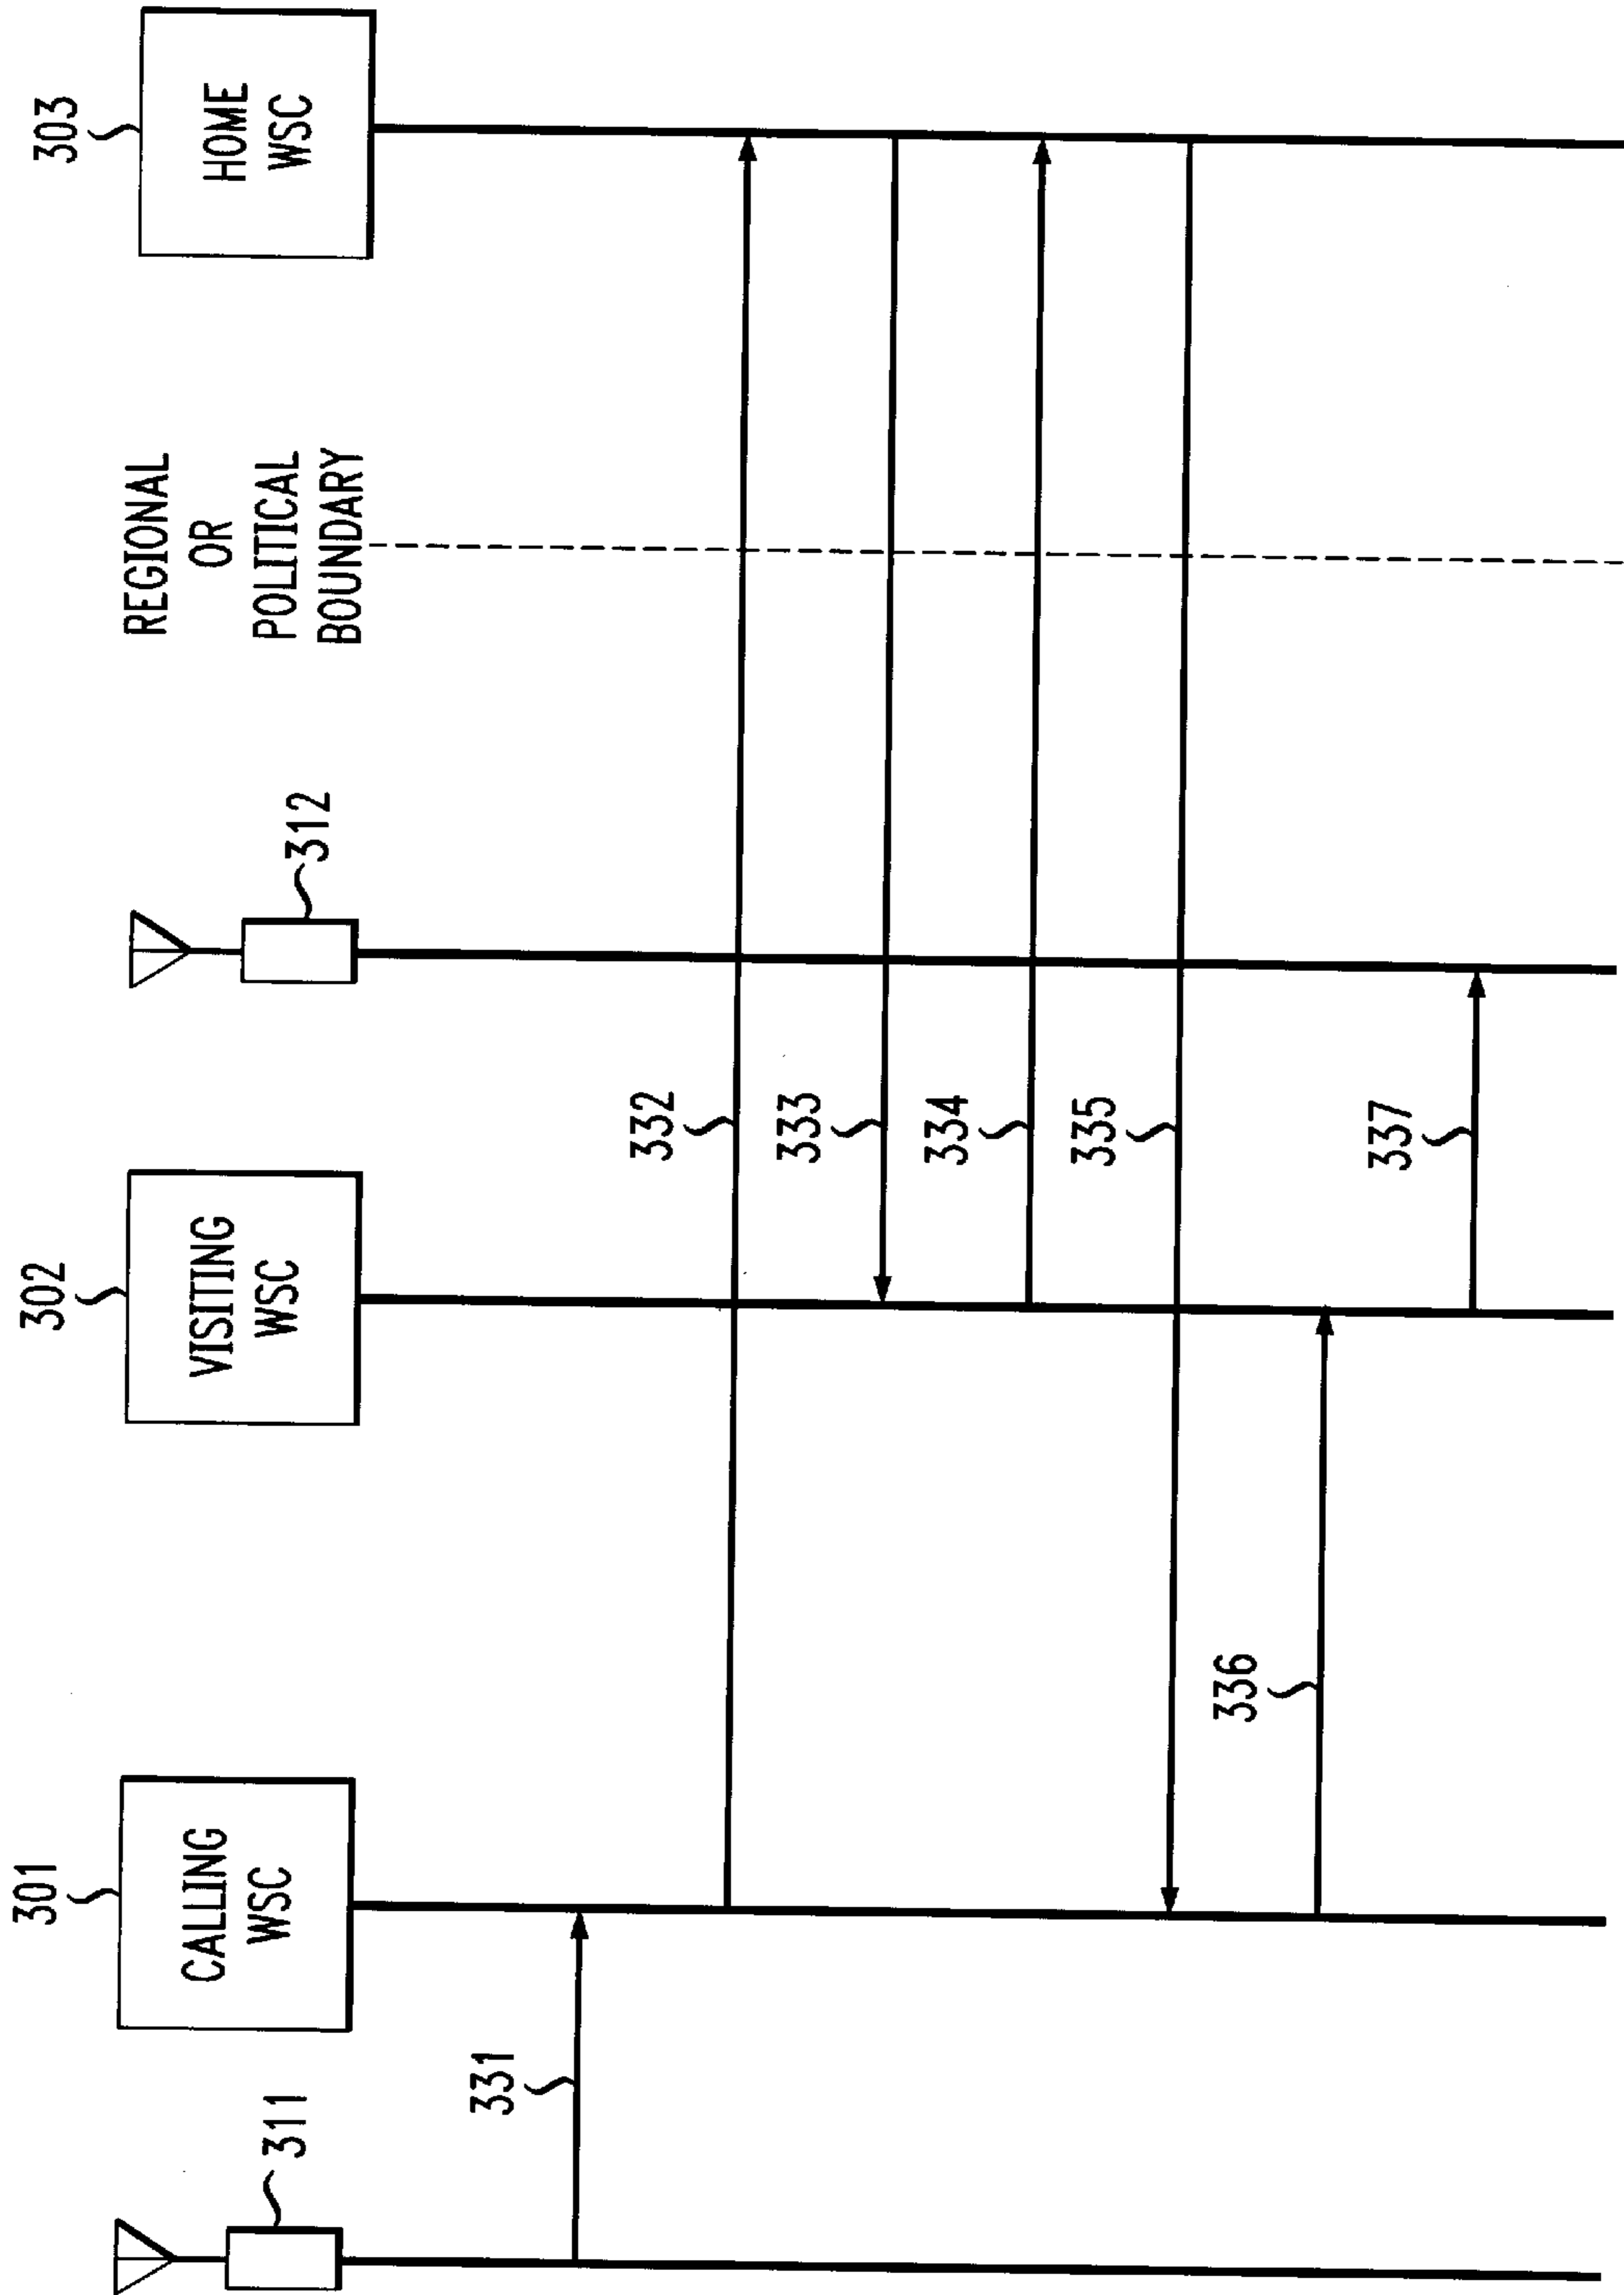 311
301
CALLING
WSC
302
VISITING
WSC
312
REGIONAL
OR
POLITICAL
BOUNDARY
303
HOME
WSC
331
332
333
334
335
336
337